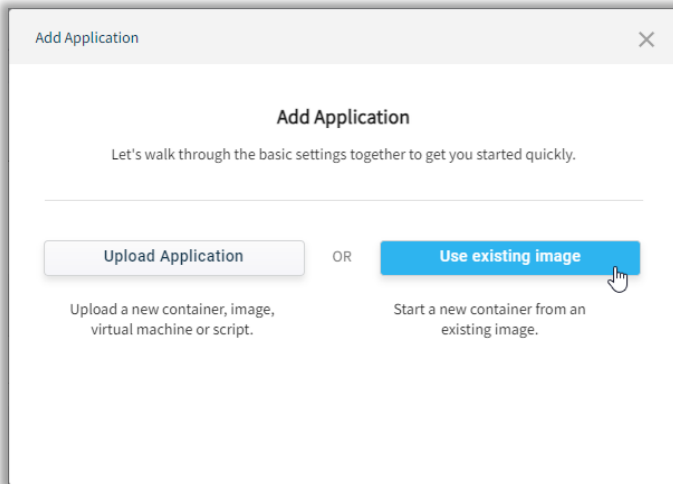 Add Application
Add Application
Let's walk through the basic settings together to get you started quickly.
Upload Application
OR
Use existing image
Upload a new container, image,
virtual machine or script.
Start a new container from an
existing image.